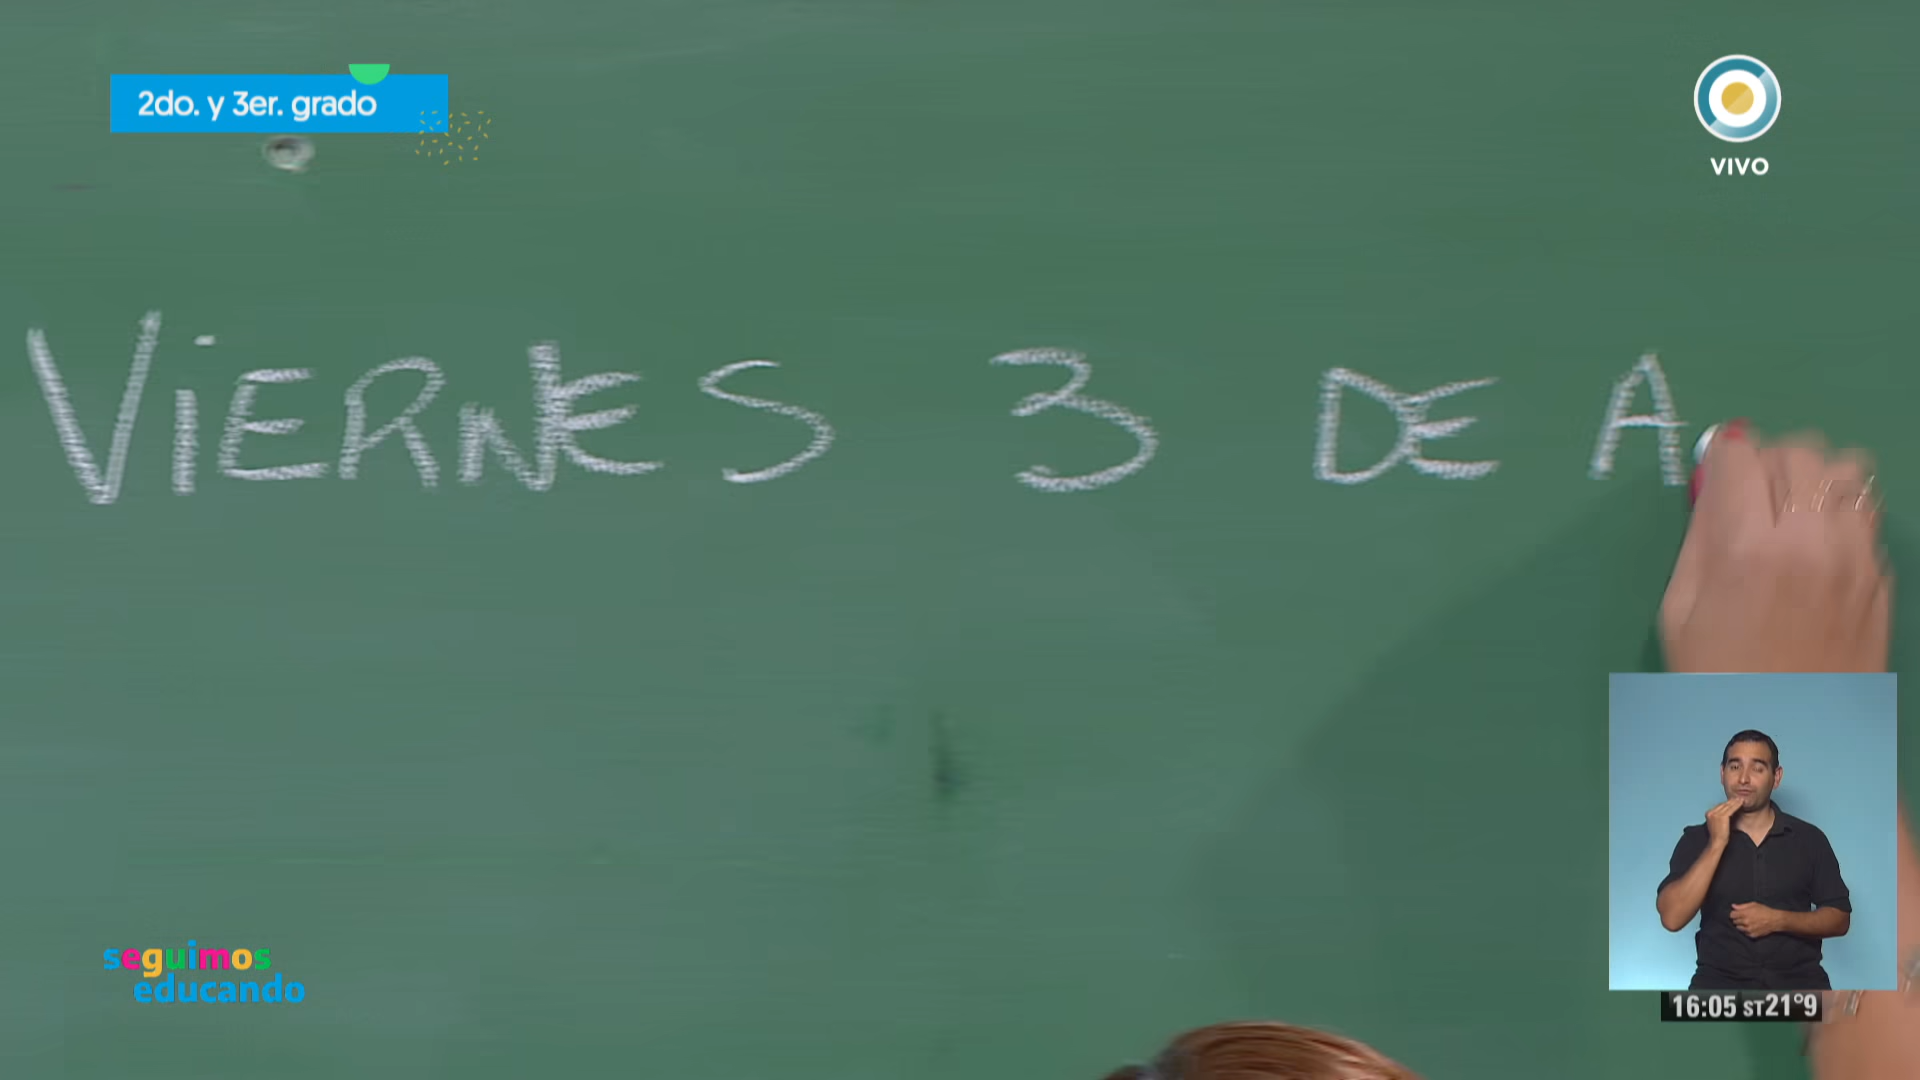 2do. y 3er. grado
VIVO
ViERNES 3 DE A
seguimos
educando
16:05 ST21°9